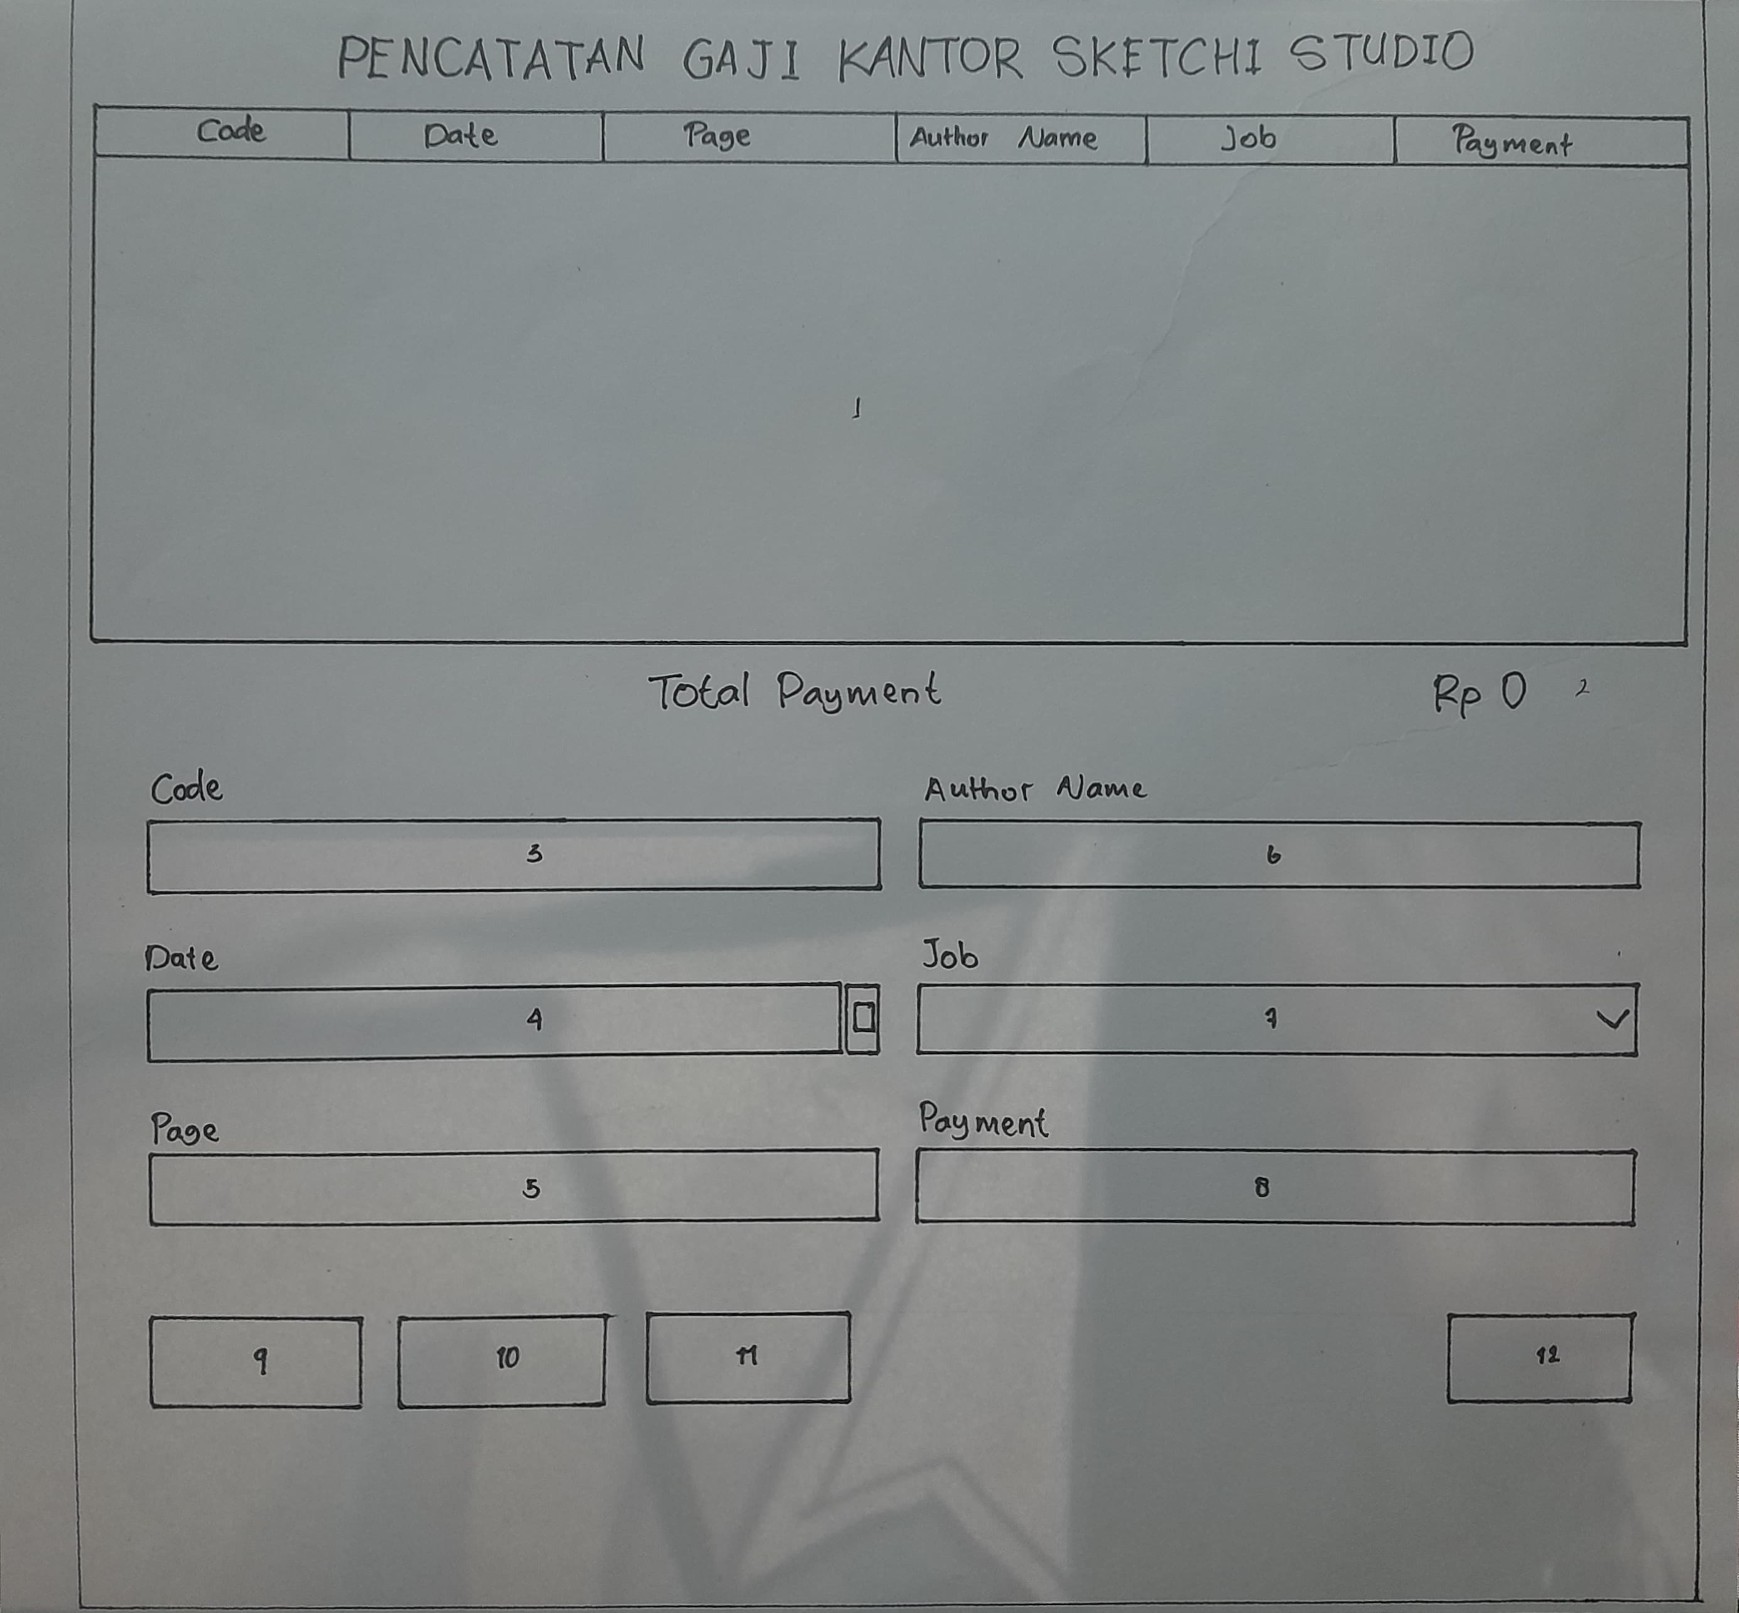 PENCATATAN GAJI KANTOR SKETCHI STUDIO
Code Date Page Author Name Job Payment
1
Total Payment Rp 0 2
Code Author Name
3 6
Date Job
4 7
Page Payment
5 8
9 10 11 12